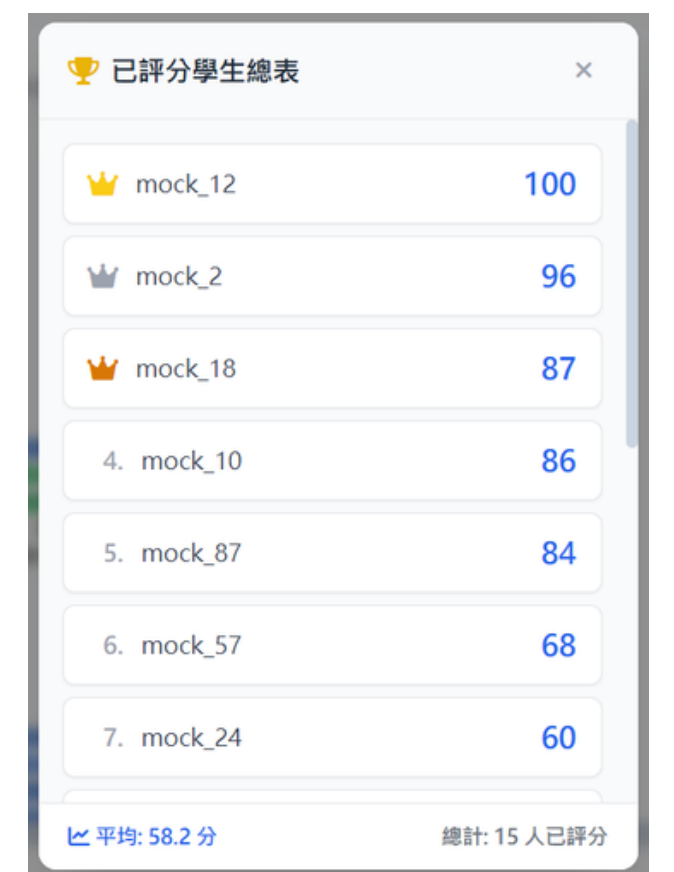 已評分學生總表
mock_12 100
mock_2 96
mock_18 87
4. mock_10 86
5. mock_87 84
6. mock_57 68
7. mock_24 60
平均: 58.2 分 總計: 15 人已評分